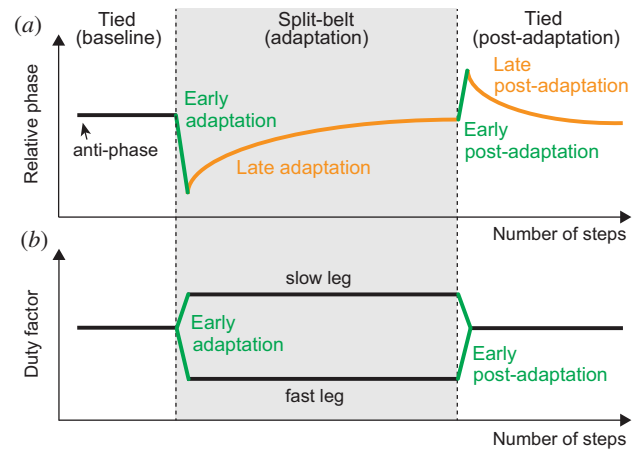 Tied
(baseline)
Split-belt
(adaptation)
Tied
(post-adaptation)
(a)
Relative phase
anti-phase
Early
adaptation
Late adaptation
Late
post-adaptation
Early
post-adaptation
Number of steps
(b)
Duty factor
slow leg
Early
adaptation
fast leg
Early
post-adaptation
Number of steps